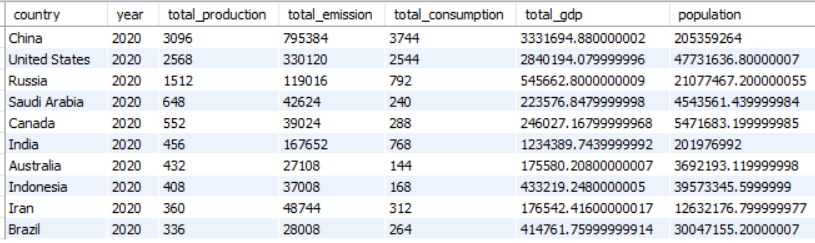 country year total_production total_emission total_consumption total_gdp population
China 2020 3096 795384 3744 3331694.880000002 205359264
United States 2020 2568 330120 2544 2840194.079999996 47731636.80000007
Russia 2020 1512 119016 792 545662.8000000009 21077467.200000055
Saudi Arabia 2020 648 42624 240 223576.8479999998 4543561.439999984
Canada 2020 552 39024 288 246027.16799999968 5471683.199999985
India 2020 456 167652 768 1234389.7439999992 201976992
Australia 2020 432 27108 144 175580.20800000007 3692193.119999998
Indonesia 2020 408 37008 168 433219.2480000005 39573345.5999999
Iran 2020 360 48744 312 176542.41600000017 12632176.799999977
Brazil 2020 336 28008 264 414761.75999999914 30047155.20000007